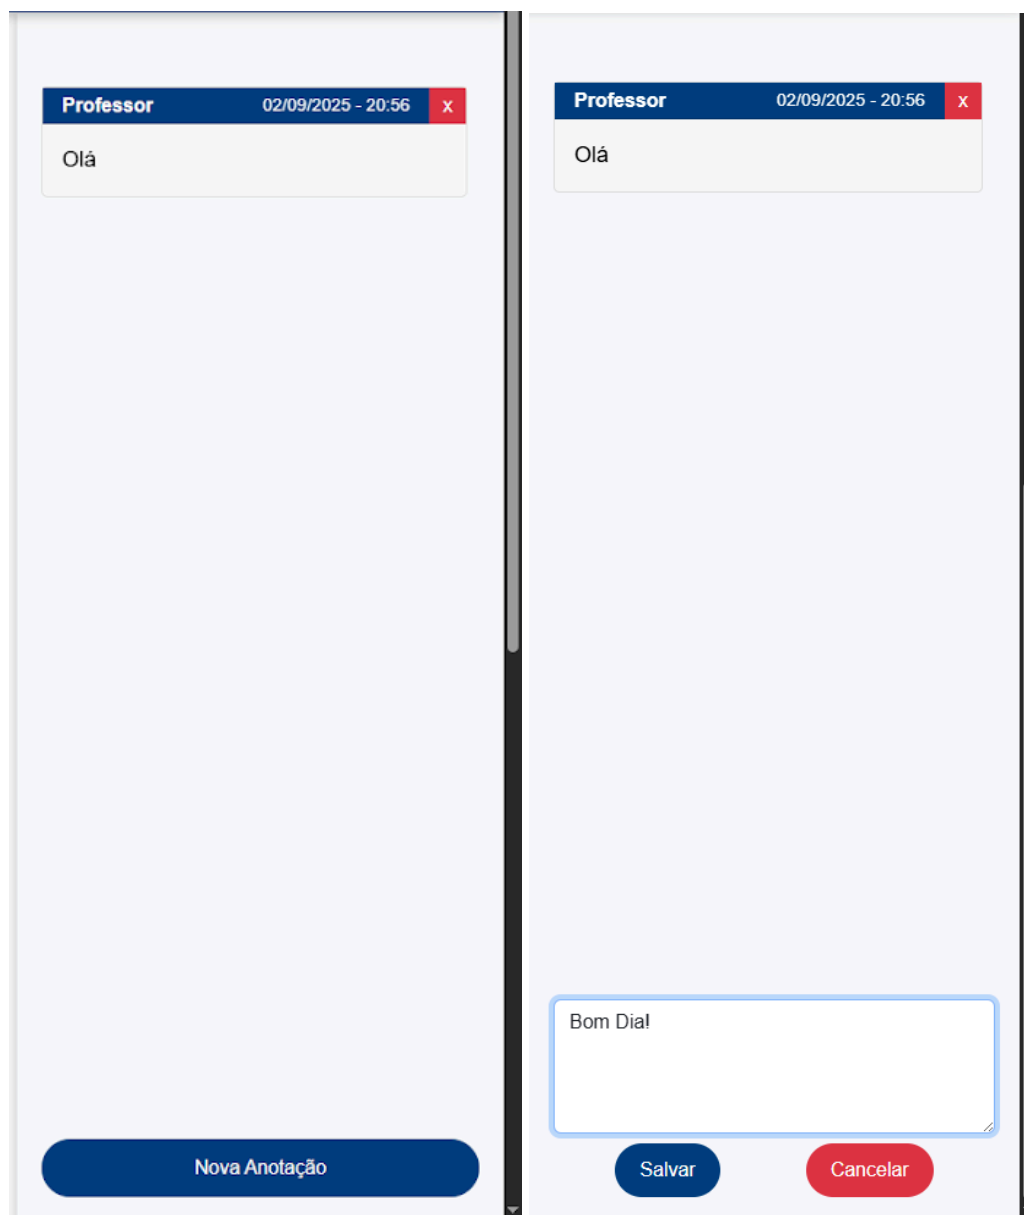 Professor 02/09/2025 - 20:56 x
Olá
Nova Anotação
Professor 02/09/2025 - 20:56 x
Olá
Bom Dia!
Salvar Cancelar